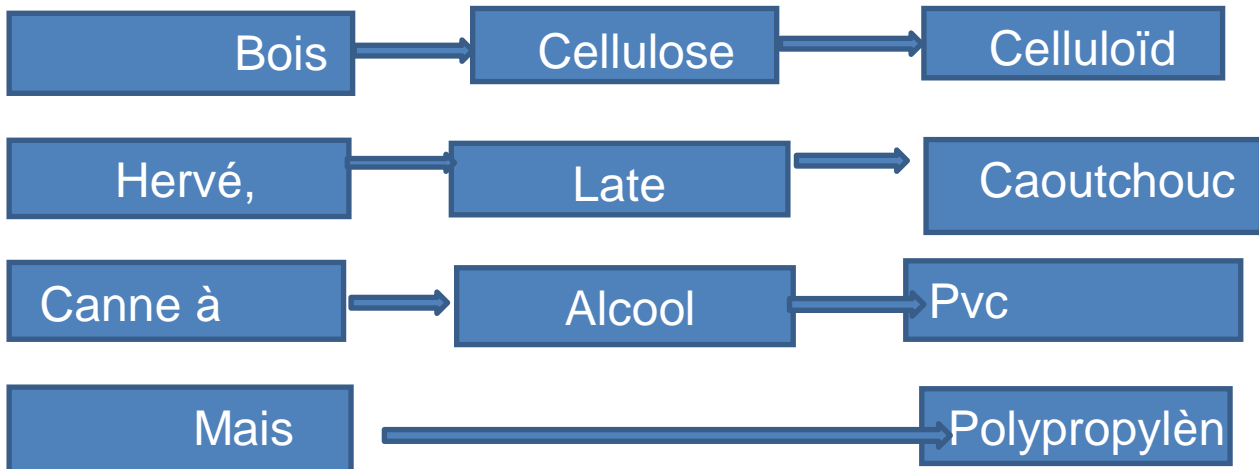 Bois Cellulose Celluloïd
Hervé, Late Caoutchouc
Canne à Alcool Pvc
Mais Polypropylèn